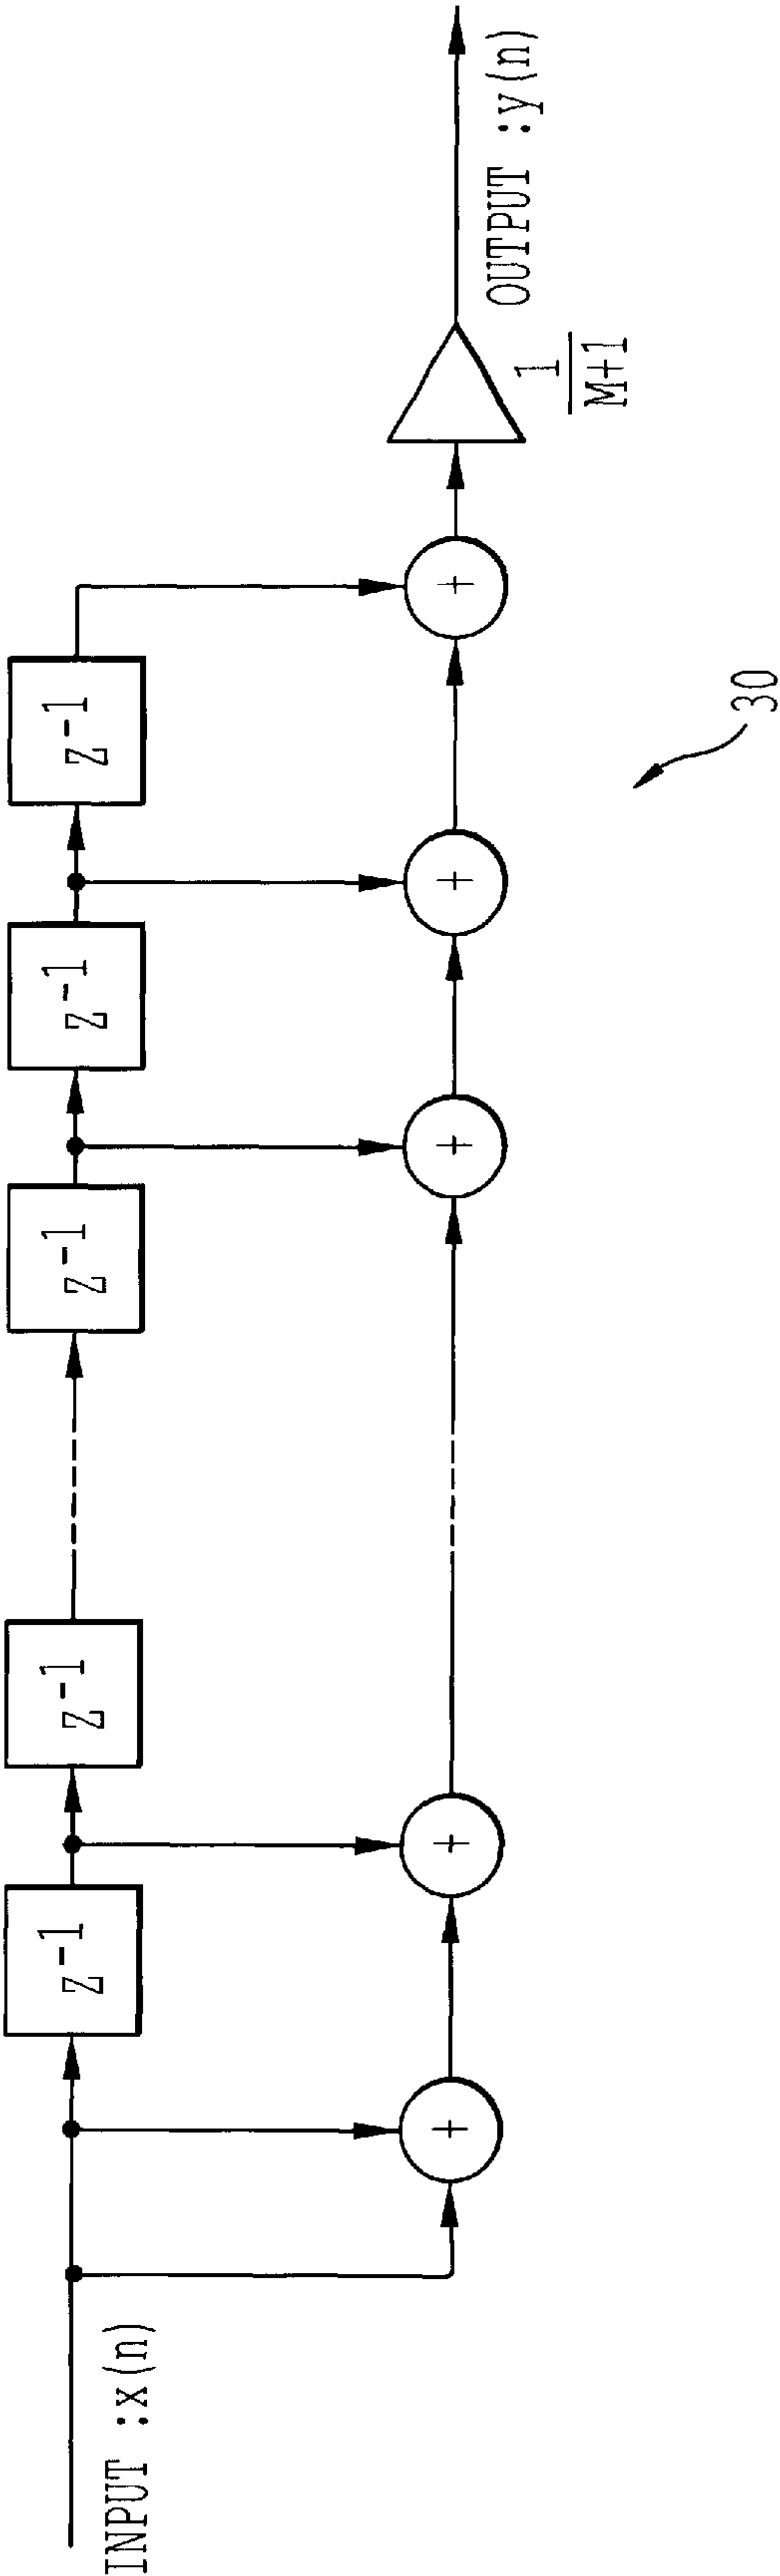 INPUT :x(n)
z⁻¹
z⁻¹
z⁻¹
z⁻¹
z⁻¹
+
+
+
+
+
1
M+1
OUTPUT :y(n)
30